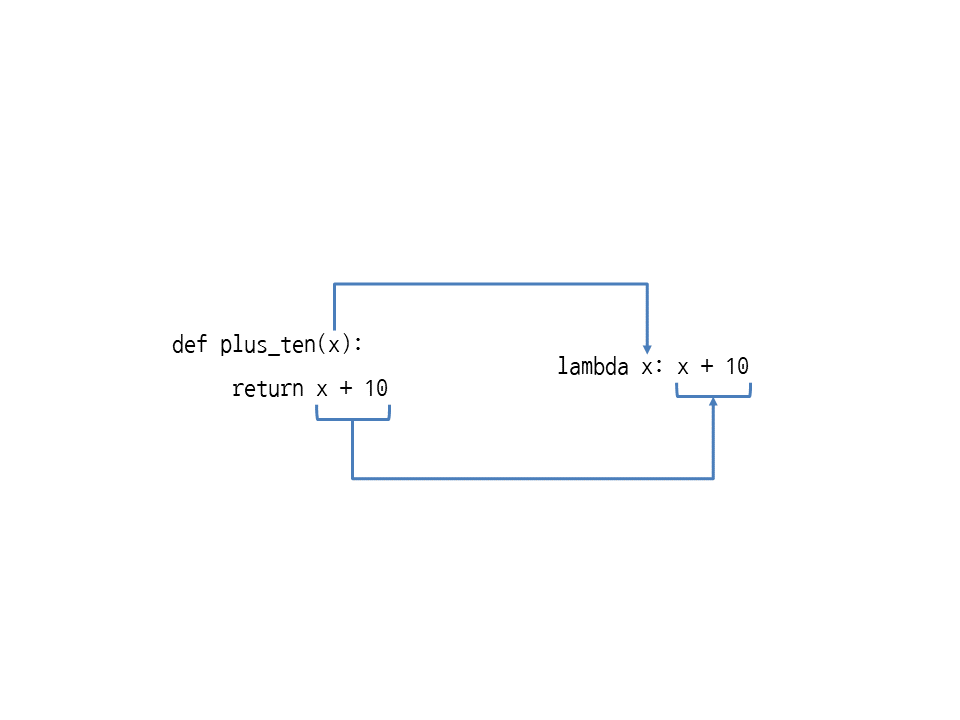 def plus_ten(x):
return x + 10
lambda x: x + 10